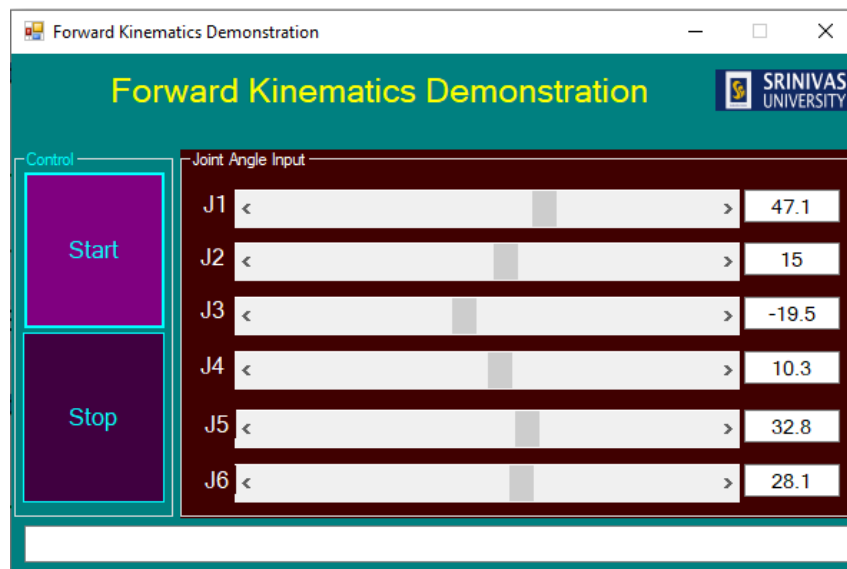 Forward Kinematics Demonstration
Forward Kinematics Demonstration
SRINIVAS
UNIVERSITY
Control
Start
Stop
Joint Angle Input
J1 47.1
J2 15
J3 -19.5
J4 10.3
J5 32.8
J6 28.1